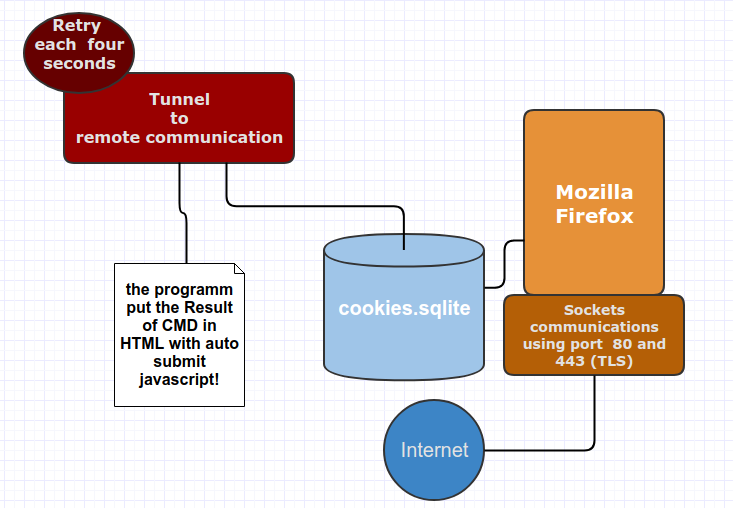 Retry
each four
seconds
Tunnel
to
remote communication
Mozilla
Firefox
the programm
put the Result
of CMD in
HTML with auto
submit
javascript!
cookies.sqlite
Sockets
communications
using port 80 and
443 (TLS)
Internet